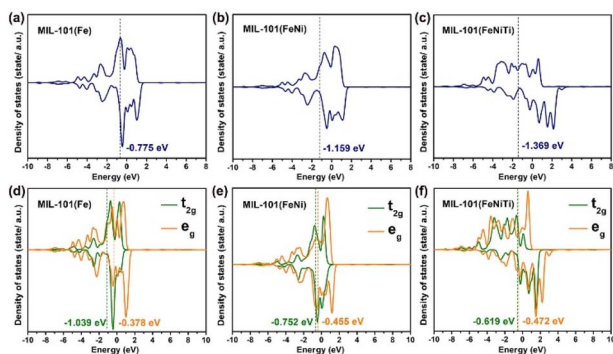 (a) MIL-101(Fe)
Density of states (state/ a.u.)
-0.775 eV
-10 -8 -6 -4 -2 0 2 4 6 8
Energy (eV)
(b) MIL-101(FeNi)
Density of states (state/ a.u.)
-1.159 eV
-10 -8 -6 -4 -2 0 2 4 6 8
Energy (eV)
(c) MIL-101(FeNiTi)
Density of states (state/ a.u.)
-1.369 eV
-10 -8 -6 -4 -2 0 2 4 6 8
Energy (eV)
(d) MIL-101(Fe)
t2g
eg
Density of states (state/ a.u.)
-1.039 eV -0.378 eV
-10 -8 -6 -4 -2 0 2 4 6 8 10
Energy (eV)
(e) MIL-101(FeNi)
t2g
eg
Density of states (state/ a.u.)
-0.752 eV -0.455 eV
-10 -8 -6 -4 -2 0 2 4 6 8 10
Energy (eV)
(f) MIL-101(FeNiTi)
t2g
eg
Density of states (state/ a.u.)
-0.619 eV -0.472 eV
-10 -8 -6 -4 -2 0 2 4 6 8 10
Energy (eV)